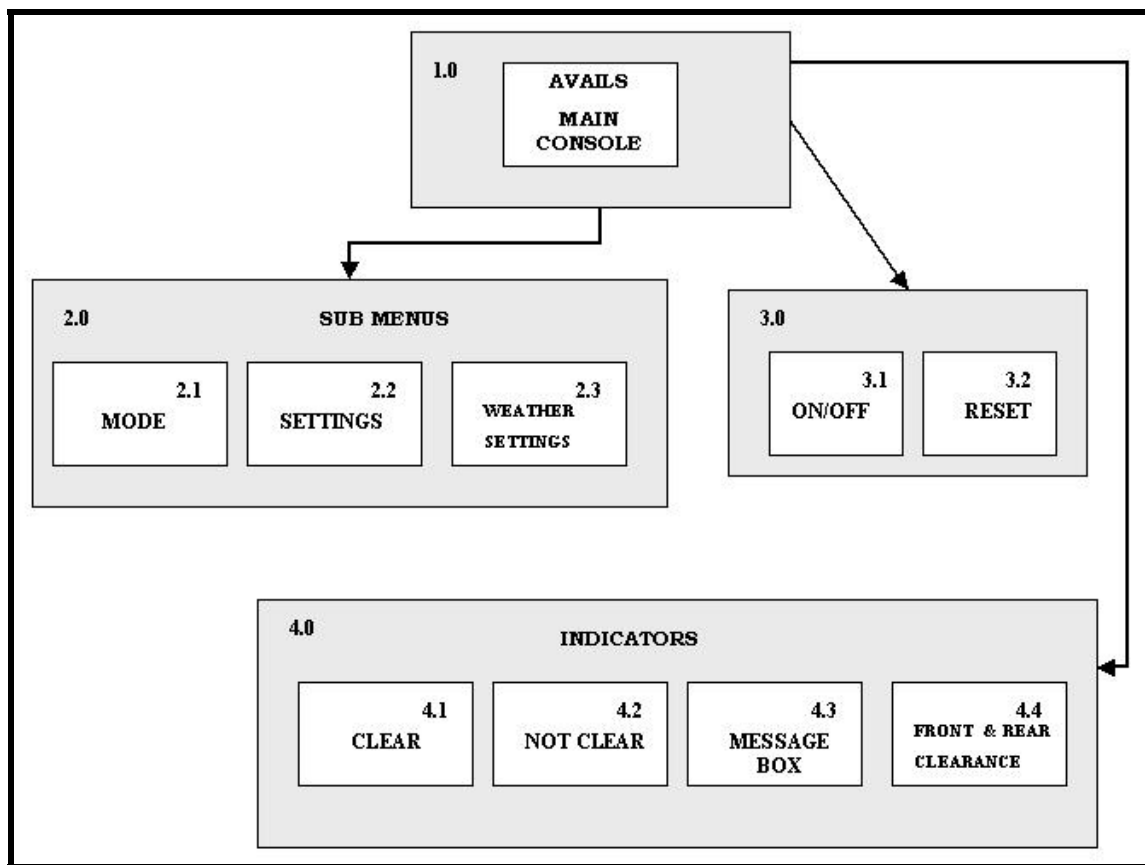 1.0
AVAILS
MAIN
CONSOLE
2.0
SUB MENUS
2.1
MODE
2.2
SETTINGS
2.3
WEATHER
SETTINGS
3.0
3.1
ON/OFF
3.2
RESET
4.0
INDICATORS
4.1
CLEAR
4.2
NOT CLEAR
4.3
MESSAGE
BOX
4.4
FRONT & REAR
CLEARANCE